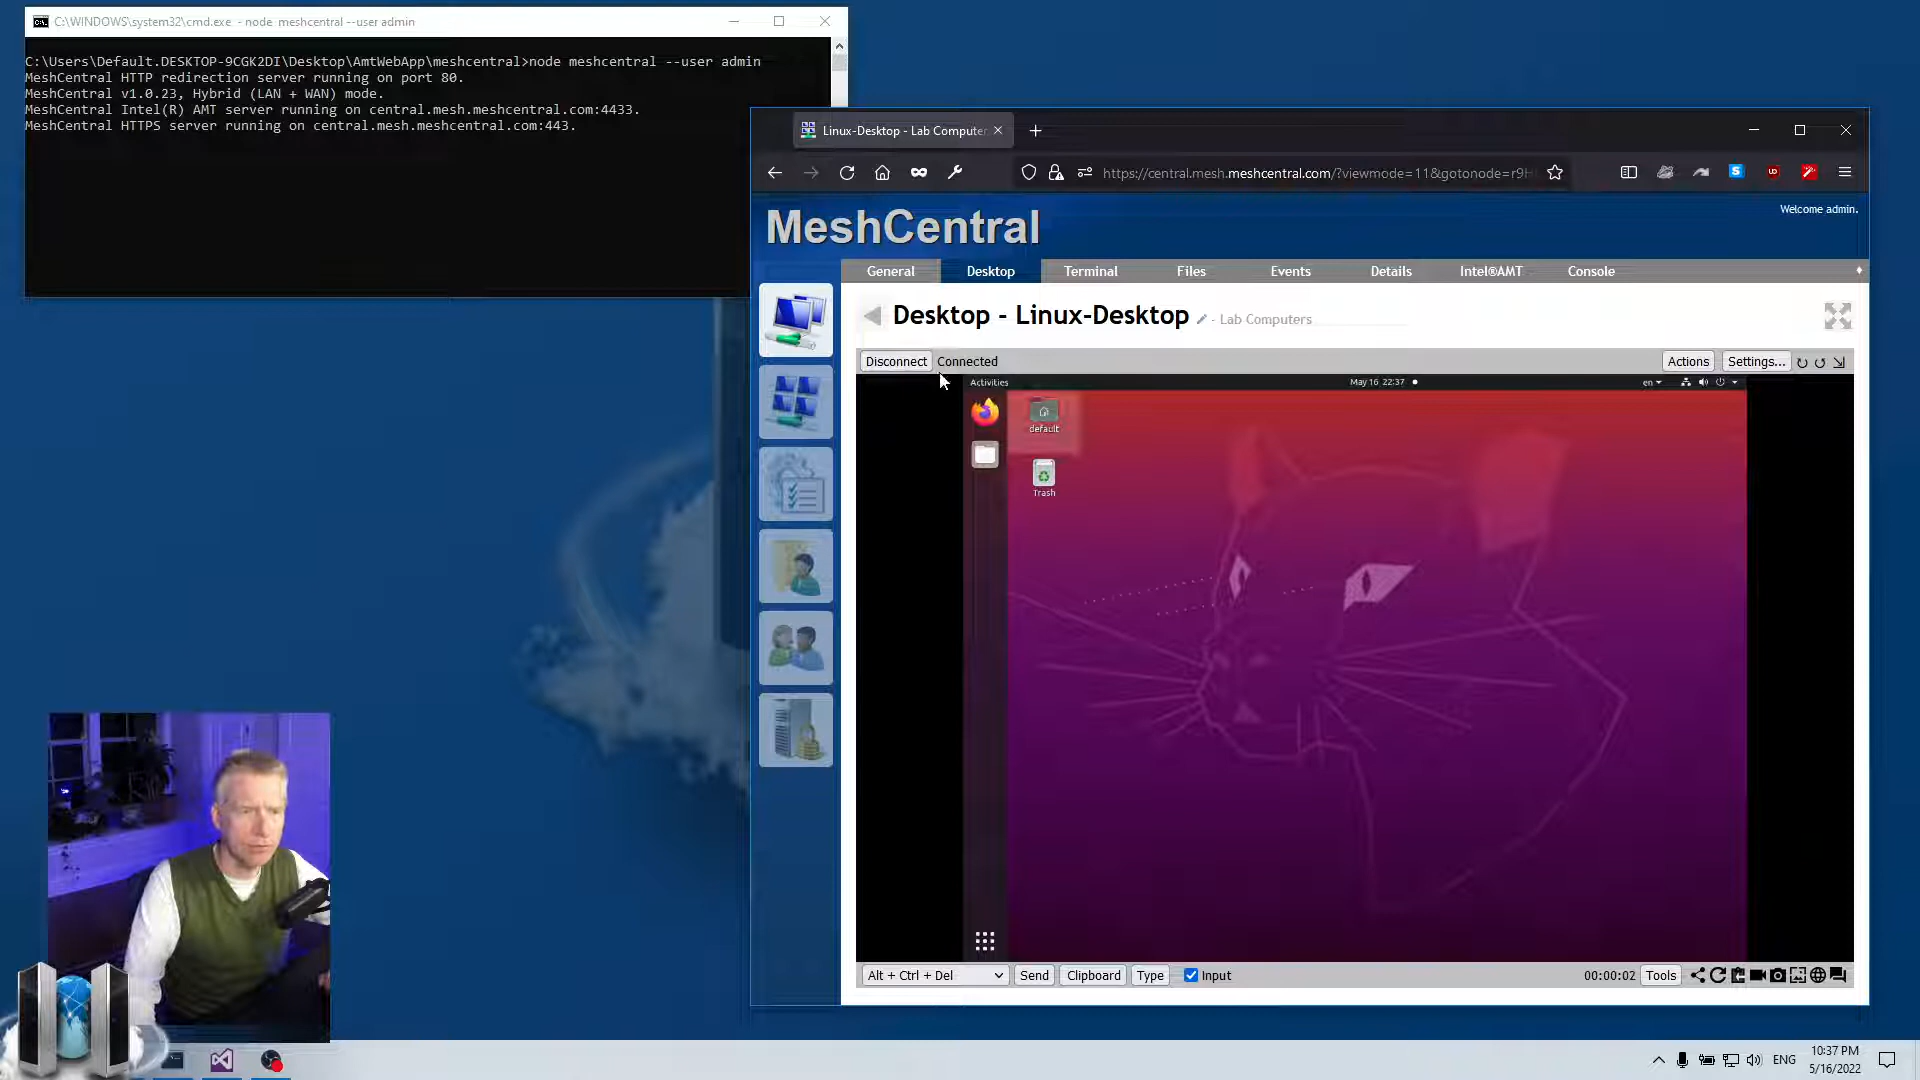 C:\WINDOWS\system32\cmd.exe - node meshcentral --user admin
C:\Users\Default.DESKTOP-9CGK2DI\Desktop\AmtWebApp\meshcentral>node meshcentral --user admin
MeshCentral HTTP redirection server running on port 80.
MeshCentral v1.0.23, Hybrid (LAN + WAN) mode.
MeshCentral Intel(R) AMT server running on central.mesh.meshcentral.com:4433.
MeshCentral HTTPS server running on central.mesh.meshcentral.com:443.
Linux-Desktop - Lab Computer
https://central.mesh.meshcentral.com/?viewmode=11&gotonode=r9H
MeshCentral
Welcome admin.
General Desktop Terminal Files Events Details Intel®AMT Console
Desktop - Linux-Desktop - Lab Computers
Disconnect Connected Actions Settings...
Activities May 16 22:37 en
default
Trash
Alt + Ctrl + Del Send Clipboard Type Input 00:00:02 Tools
ENG 10:37 PM
5/16/2022